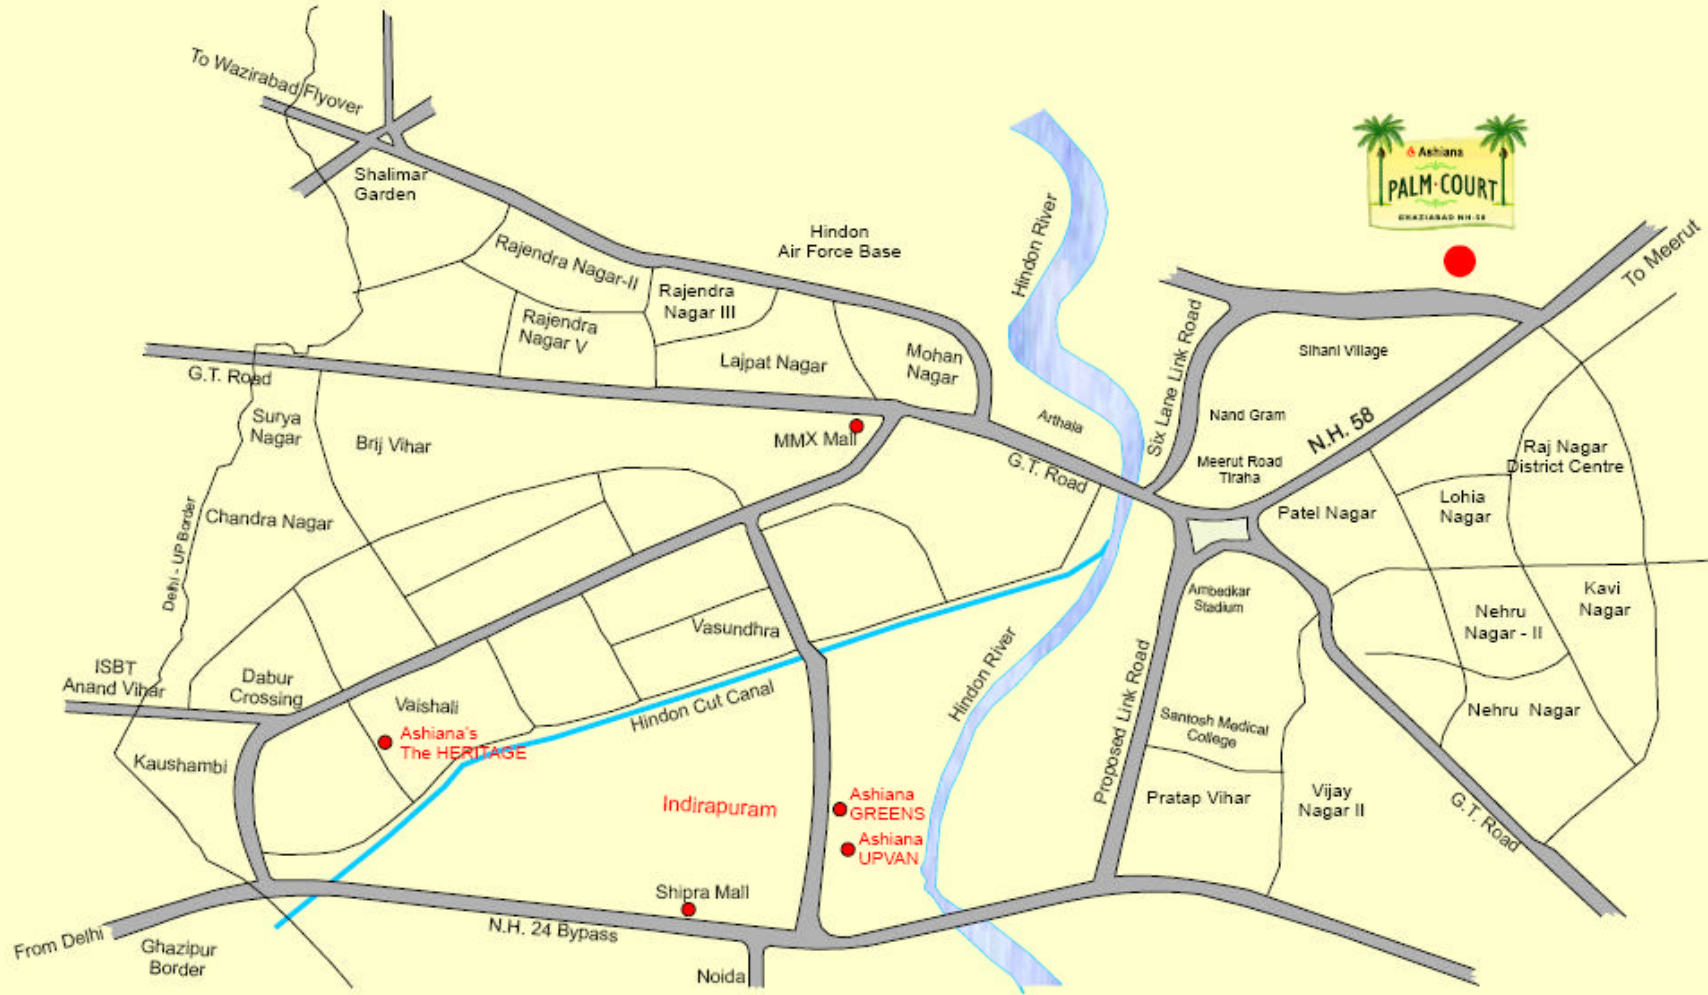 To Wazirabad Flyover
Shalimar
Garden
Ashiana
PALM·COURT
GHAZIABAD NH-58
Hindon
Air Force Base
Hindon River
To Meerut
Rajendra Nagar-II
Rajendra
Nagar III
Rajendra
Nagar V
Lajpat Nagar
Mohan
Nagar
Six Lane Link Road
Sihani Village
G.T. Road
Surya
Nagar
Brij Vihar
MMX Mall
Arthala
G.T. Road
Nand Gram
N.H. 58
Meerut Road
Tiraha
Raj Nagar
District Centre
Lohia
Nagar
Patel Nagar
Chandra Nagar
Delhi - UP Border
Ambedkar
Stadium
Kavi
Nagar
Nehru
Nagar - II
Vasundhra
Hindon River
Proposed Link Road
ISBT
Anand Vihar
Dabur
Crossing
Vaishali
Ashiana's
The HERITAGE
Hindon Cut Canal
Santosh Medical
College
Nehru Nagar
Kaushambi
Indirapuram
Ashiana
GREENS
Ashiana
UPVAN
Pratap Vihar
Vijay
Nagar II
G.T. Road
Shipra Mall
N.H. 24 Bypass
From Delhi
Ghazipur
Border
Noida